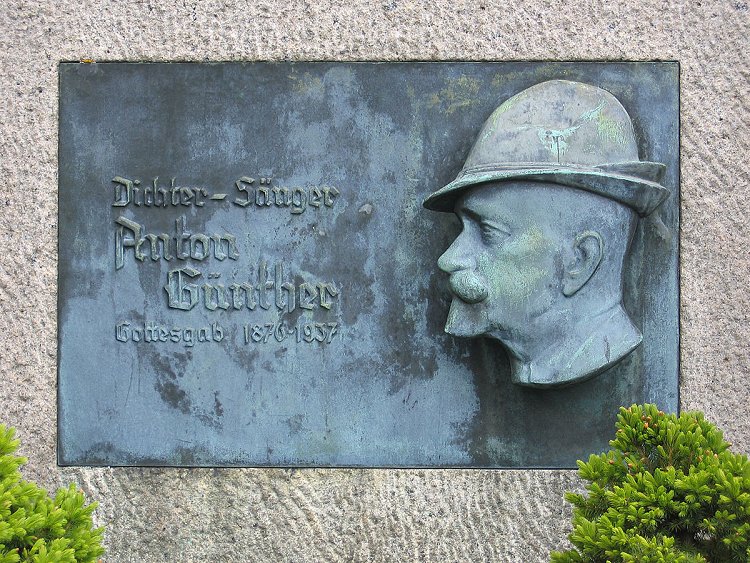 Dichter-Sänger
Anton
Günther
Gottesgab 1876-1937